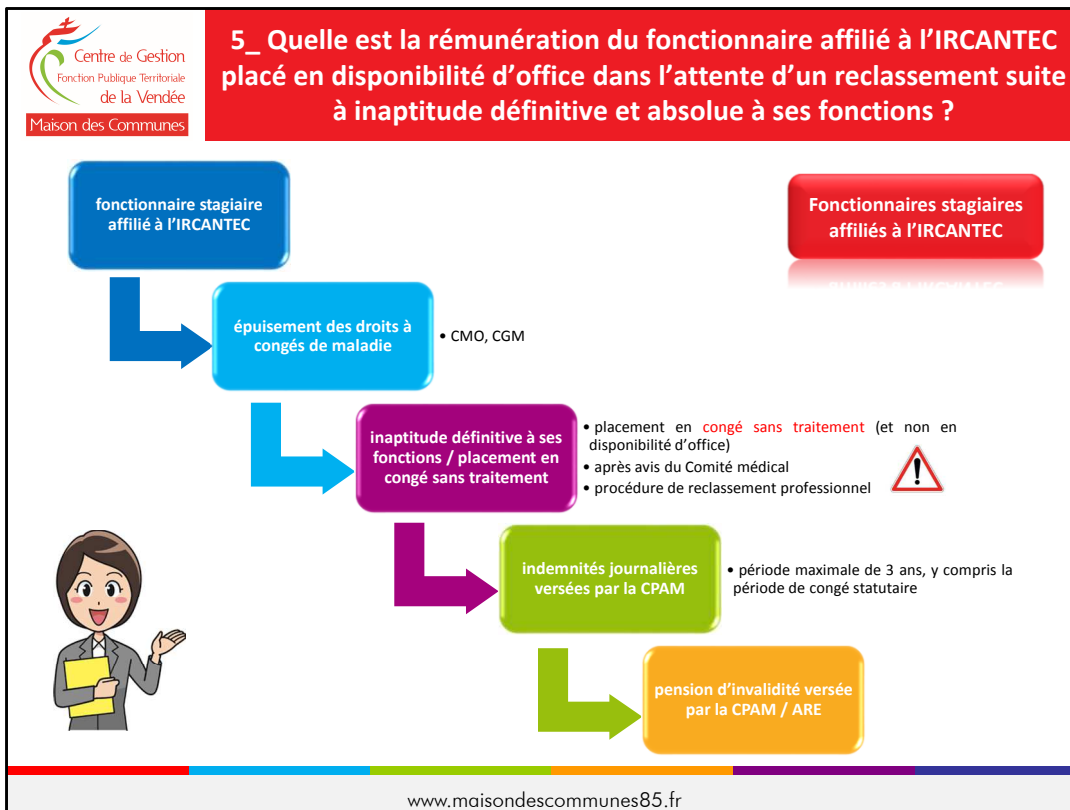 Centre de Gestion
Fonction Publique Territoriale
de la Vendée
Maison des Communes
5_ Quelle est la rémunération du fonctionnaire affilié à l'IRCANTEC
placé en disponibilité d'office dans l'attente d'un reclassement suite
à inaptitude définitive et absolue à ses fonctions ?
fonctionnaire stagiaire
affilié à l'IRCANTEC
Fonctionnaires stagiaires
affiliés à l'IRCANTEC
épuisement des droits à
congés de maladie
• CMO, CGM
inaptitude définitive à ses
fonctions / placement en
congé sans traitement
• placement en congé sans traitement (et non en
disponibilité d'office)
• après avis du Comité médical
• procédure de reclassement professionnel
indemnités journalières
versées par la CPAM
• période maximale de 3 ans, y compris la
période de congé statutaire
pension d'invalidité versée
par la CPAM / ARE
www.maisondescommunes85.fr